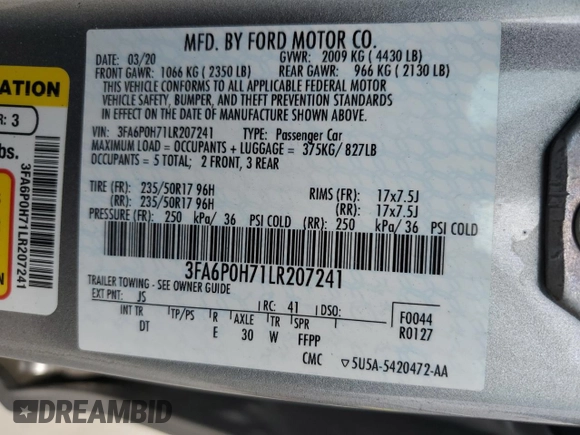 MFD. BY FORD MOTOR CO.
DATE: 03/20 GVWR: 2009 KG ( 4430 LB)
FRONT GAWR: 1066 KG ( 2350 LB) REAR GAWR: 966 KG ( 2130 LB)
THIS VEHICLE CONFORMS TO ALL APPLICABLE FEDERAL MOTOR
VEHICLE SAFETY, BUMPER, AND THEFT PREVENTION STANDARDS
IN EFFECT ON THE DATE OF MANUFACTURE SHOWN ABOVE.
VIN: 3FA6P0H71LR207241 TYPE: Passenger Car
MAXIMUM LOAD = OCCUPANTS + LUGGAGE = 375KG/ 827LB
OCCUPANTS = 5 TOTAL; 2 FRONT, 3 REAR
TIRE (FR): 235/50R17 96H RIMS (FR): 17x7.5J
(RR): 235/50R17 96H (RR): 17x7.5J
PRESSURE (FR): 250 kPa/ 36 PSI COLD (RR): 250 kPa/ 36 PSI COLD
3FA6P0H71LR207241
TRAILER TOWING - SEE OWNER GUIDE
EXT PNT: JS RC: 41 DSO:
INT TR TP/PS R AXLE TR SPR
DT E 30 W FFPP
F0044
R0127
CMC ▽5U5A-5420472-AA
ATION
R: 3
lbs.
3FA6P0H71LR207241
DREAMBID